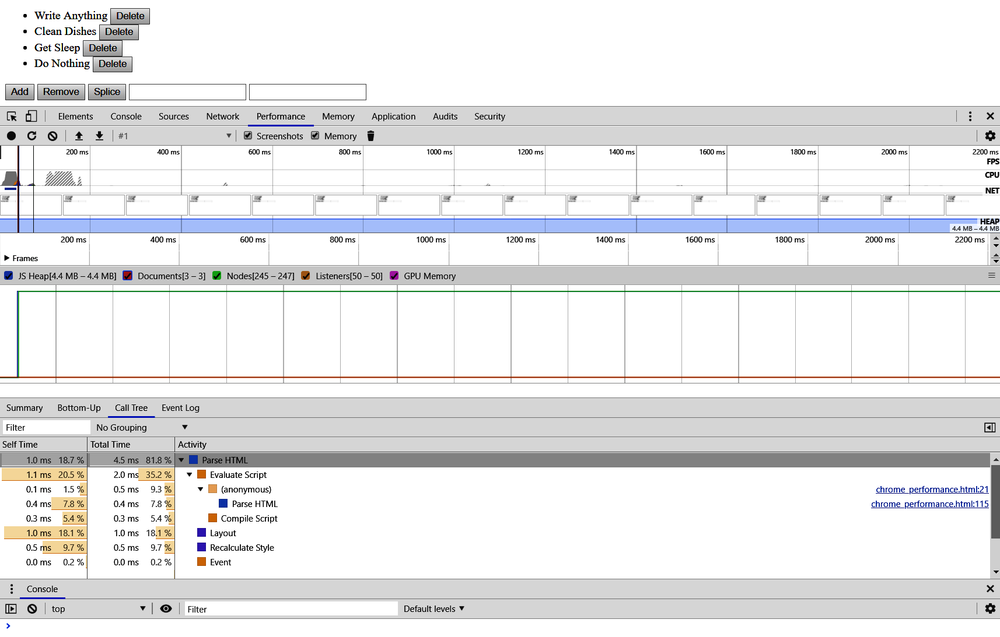 Write Anything Delete
Clean Dishes Delete
Get Sleep Delete
Do Nothing Delete
Add Remove Splice
Elements Console Sources Network Performance Memory Application Audits Security
#1 Screenshots Memory
200 ms 400 ms 600 ms 800 ms 1000 ms 1200 ms 1400 ms 1600 ms 1800 ms 2000 ms 2200 ms
FPS
CPU
NET
HEAP
4.4 MB – 4.4 MB
200 ms 400 ms 600 ms 800 ms 1000 ms 1200 ms 1400 ms 1600 ms 1800 ms 2000 ms 2200 ms
Frames
JS Heap[4.4 MB – 4.4 MB] Documents[3 – 3] Nodes[245 – 247] Listeners[50 – 50] GPU Memory
Summary Bottom-Up Call Tree Event Log
Filter No Grouping
Self Time Total Time Activity
1.0 ms 18.7 % 4.5 ms 81.8 % Parse HTML
1.1 ms 20.5 % 2.0 ms 35.2 % Evaluate Script
0.1 ms 1.5 % 0.5 ms 9.3 % (anonymous) chrome_performance.html:21
0.4 ms 7.8 % 0.4 ms 7.8 % Parse HTML chrome_performance.html:115
0.3 ms 5.4 % 0.3 ms 5.4 % Compile Script
1.0 ms 18.1 % 1.0 ms 18.1 % Layout
0.5 ms 9.7 % 0.5 ms 9.7 % Recalculate Style
0.0 ms 0.2 % 0.0 ms 0.2 % Event
Console
top Filter Default levels